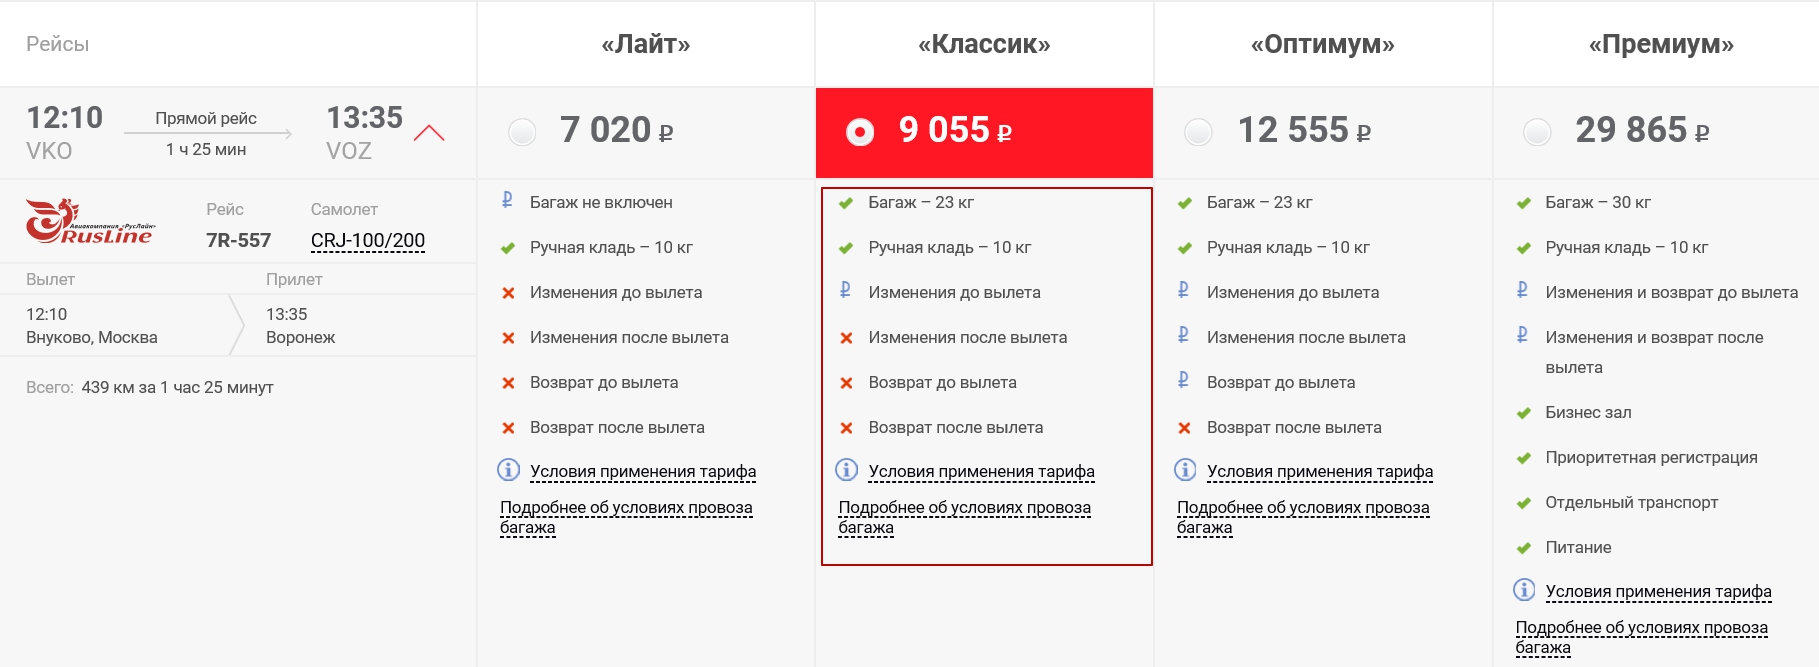 Рейсы
«Лайт»
«Классик»
«Оптимум»
«Премиум»
12:10
VKO
Прямой рейс
1 ч 25 мин
13:35
VOZ
7 020 ₽
9 055 ₽
12 555 ₽
29 865 ₽
Авиакомпания «РусЛайн»
RusLine
Рейс
7R-557
Самолет
CRJ-100/200
Вылет
Прилет
12:10
Внуково, Москва
13:35
Воронеж
Всего: 439 км за 1 час 25 минут
₽ Багаж не включен
Ручная кладь – 10 кг
Изменения до вылета
Изменения после вылета
Возврат до вылета
Возврат после вылета
Условия применения тарифа
Подробнее об условиях провоза
багажа
Багаж – 23 кг
Ручная кладь – 10 кг
₽ Изменения до вылета
Изменения после вылета
Возврат до вылета
Возврат после вылета
Условия применения тарифа
Подробнее об условиях провоза
багажа
Багаж – 23 кг
Ручная кладь – 10 кг
₽ Изменения до вылета
₽ Изменения после вылета
₽ Возврат до вылета
Возврат после вылета
Условия применения тарифа
Подробнее об условиях провоза
багажа
Багаж – 30 кг
Ручная кладь – 10 кг
₽ Изменения и возврат до вылета
₽ Изменения и возврат после
вылета
Бизнес зал
Приоритетная регистрация
Отдельный транспорт
Питание
Условия применения тарифа
Подробнее об условиях провоза
багажа